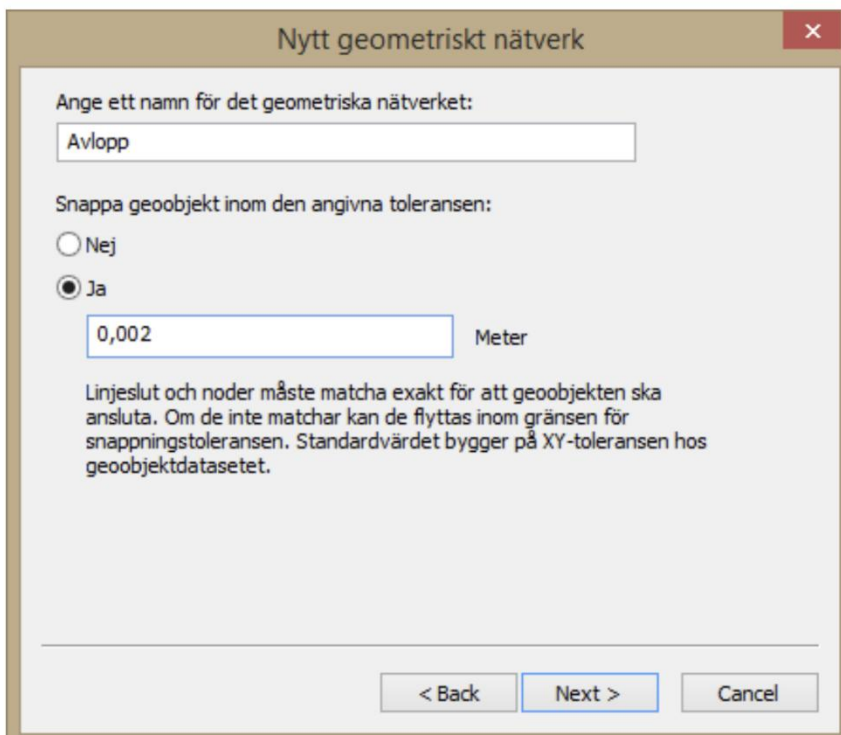 Nytt geometriskt nätverk
Ange ett namn för det geometriska nätverket:
Avlopp
Snappa geoobjekt inom den angivna toleransen:
Nej
Ja
0,002
Meter
Linjeslut och noder måste matcha exakt för att geoobjekten ska
ansluta. Om de inte matchar kan de flyttas inom gränsen för
snappningstoleransen. Standardvärdet bygger på XY-toleransen hos
geoobjektdatasetet.
< Back
Next >
Cancel